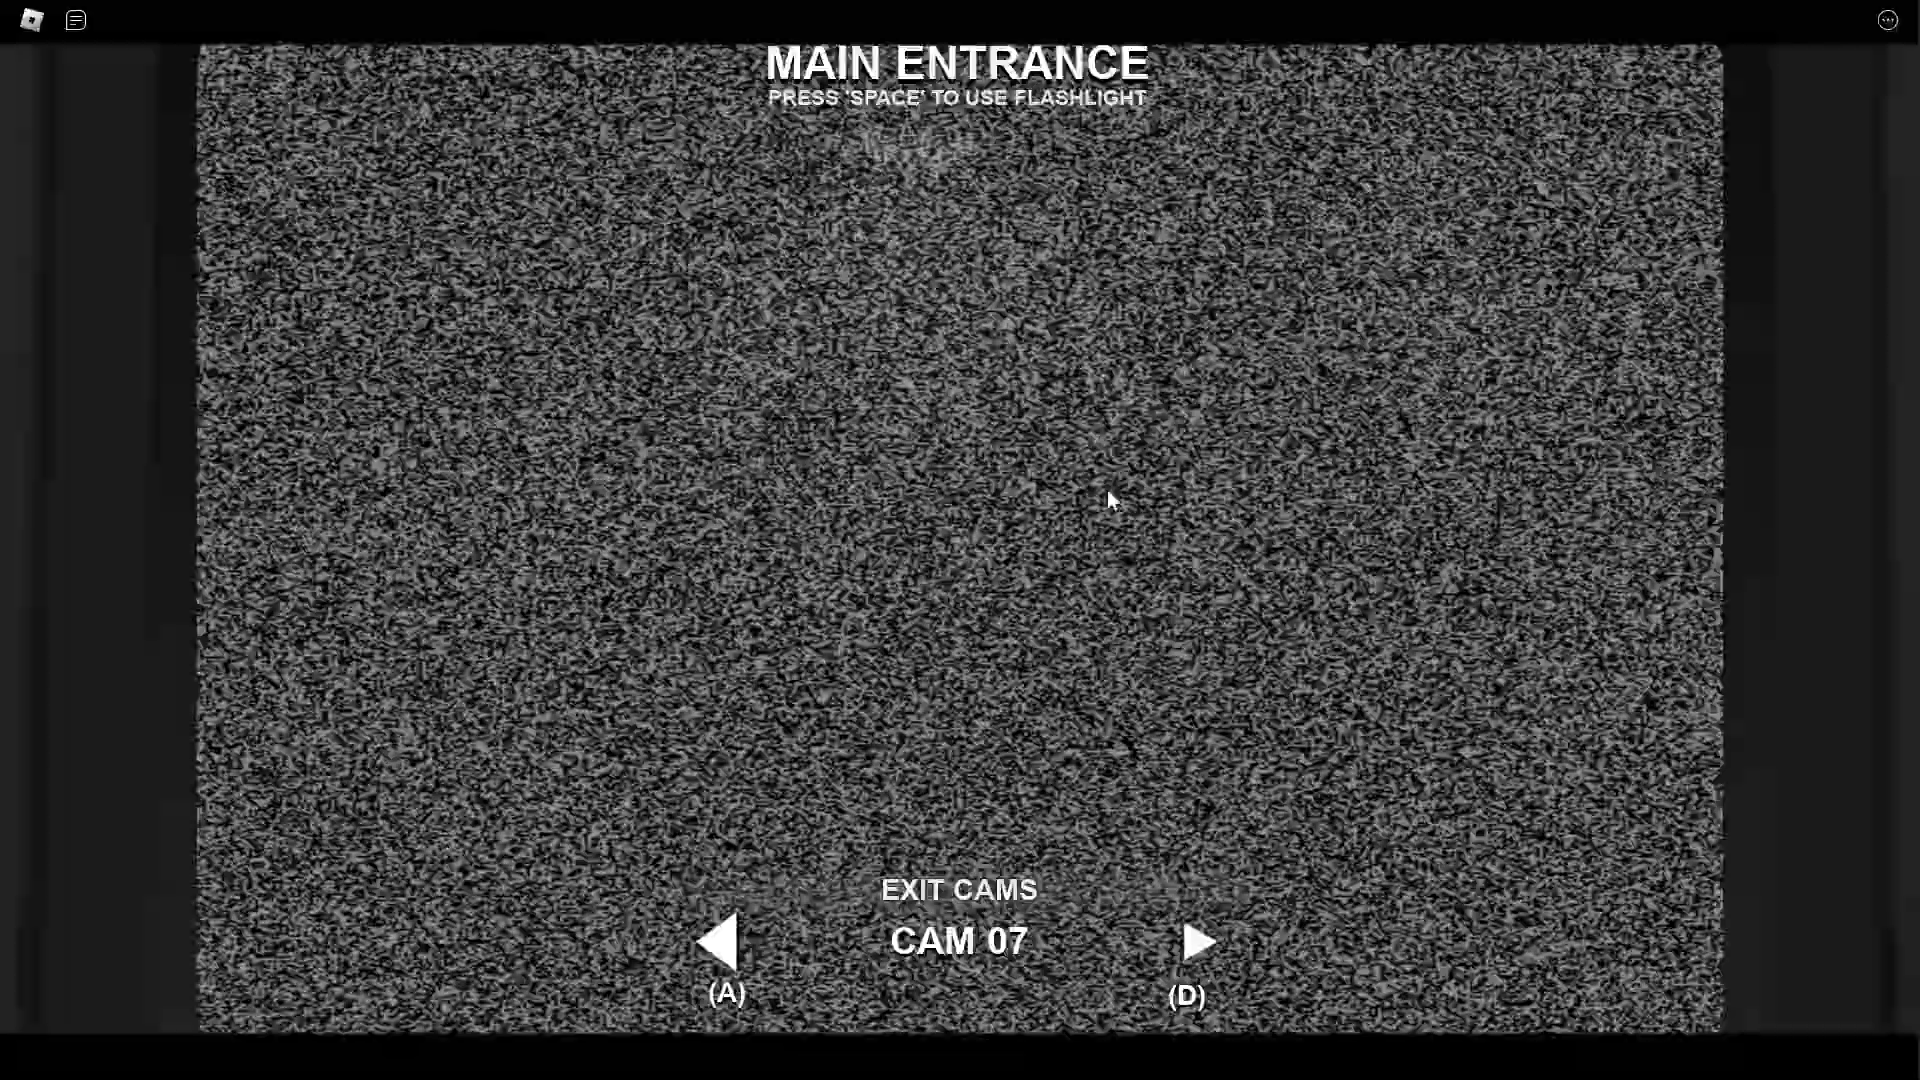 MAIN ENTRANCE
PRESS 'SPACE' TO USE FLASHLIGHT
EXIT CAMS
CAM 07
(A)
(D)